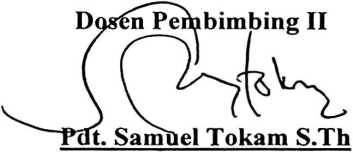 Dosen Pembimbing II
Pdt. Samuel Tokam S.Th